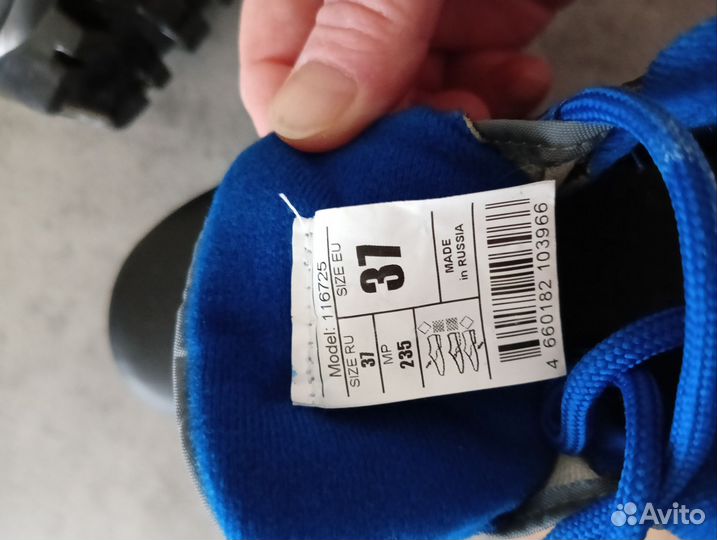 Model: 116725
SIZE EU
37
MADE
in RUSSIA
SIZE RU
37
MP
235
4 660182 103966
Avito